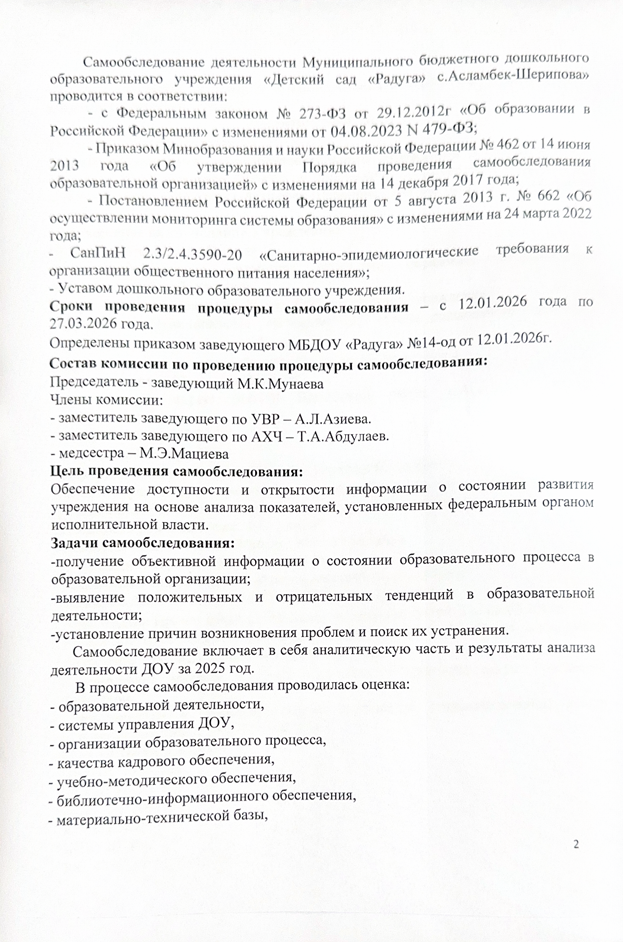 Самообследование деятельности Муниципального бюджетного дошкольного
образовательного учреждения «Детский сад «Радуга» с.Асламбек-Шерипова»
проводится в соответствии:
- с Федеральным законом № 273-ФЗ от 29.12.2012г «Об образовании в
Российской Федерации» с изменениями от 04.08.2023 N 479-ФЗ;
- Приказом Минобразования и науки Российской Федерации № 462 от 14 июня
2013 года «Об утверждении Порядка проведения самообследования
образовательной организацией» с изменениями на 14 декабря 2017 года;
- Постановлением Российской Федерации от 5 августа 2013 г. № 662 «Об
осуществлении мониторинга системы образования» с изменениями на 24 марта 2022
года;
- СанПиН 2.3/2.4.3590-20 «Санитарно-эпидемиологические требования к
организации общественного питания населения»;
- Уставом дошкольного образовательного учреждения.
Сроки проведения процедуры самообследования – с 12.01.2026 года по
27.03.2026 года.
Определены приказом заведующего МБДОУ «Радуга» №14-од от 12.01.2026г.
Состав комиссии по проведению процедуры самообследования:
Председатель - заведующий М.К.Мунаева
Члены комиссии:
- заместитель заведующего по УВР – А.Л.Азиева.
- заместитель заведующего по АХЧ – Т.А.Абдулаев.
- медсестра – М.Э.Мациева
Цель проведения самообследования:
Обеспечение доступности и открытости информации о состоянии развития
учреждения на основе анализа показателей, установленных федеральным органом
исполнительной власти.
Задачи самообследования:
-получение объективной информации о состоянии образовательного процесса в
образовательной организации;
-выявление положительных и отрицательных тенденций в образовательной
деятельности;
-установление причин возникновения проблем и поиск их устранения.
Самообследование включает в себя аналитическую часть и результаты анализа
деятельности ДОУ за 2025 год.
В процессе самообследования проводилась оценка:
- образовательной деятельности,
- системы управления ДОУ,
- организации образовательного процесса,
- качества кадрового обеспечения,
- учебно-методического обеспечения,
- библиотечно-информационного обеспечения,
- материально-технической базы,
2